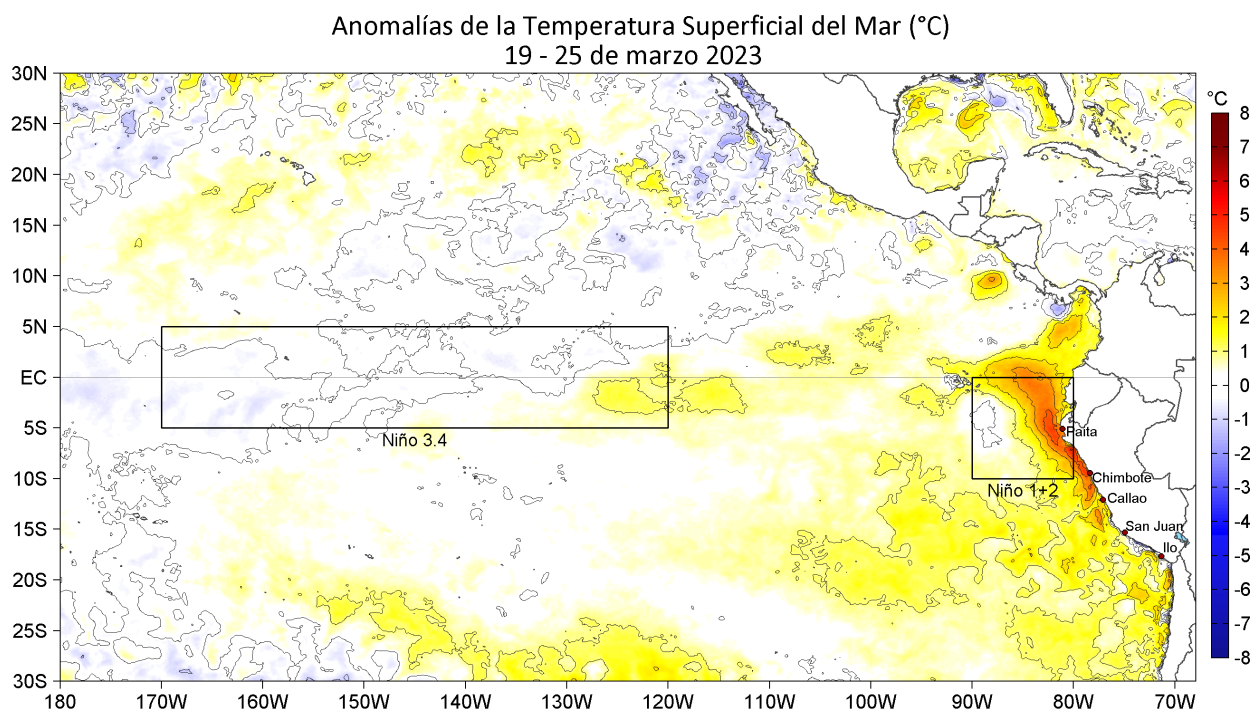 Anomalías de la Temperatura Superficial del Mar (°C)
19 - 25 de marzo 2023
30N
25N
20N
15N
10N
5N
EC
5S
10S
15S
20S
25S
30S
180
170W
160W
150W
140W
130W
120W
110W
100W
90W
80W
70W
Niño 3.4
Niño 1+2
Paita
Chimbote
Callao
San Juan
Ilo
°C
8
7
6
5
4
3
2
1
0
-1
-2
-3
-4
-5
-6
-7
-8